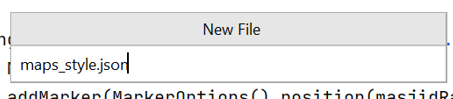 New File
maps_style.json
addMarker(MarkerOptions().position(masjidRa